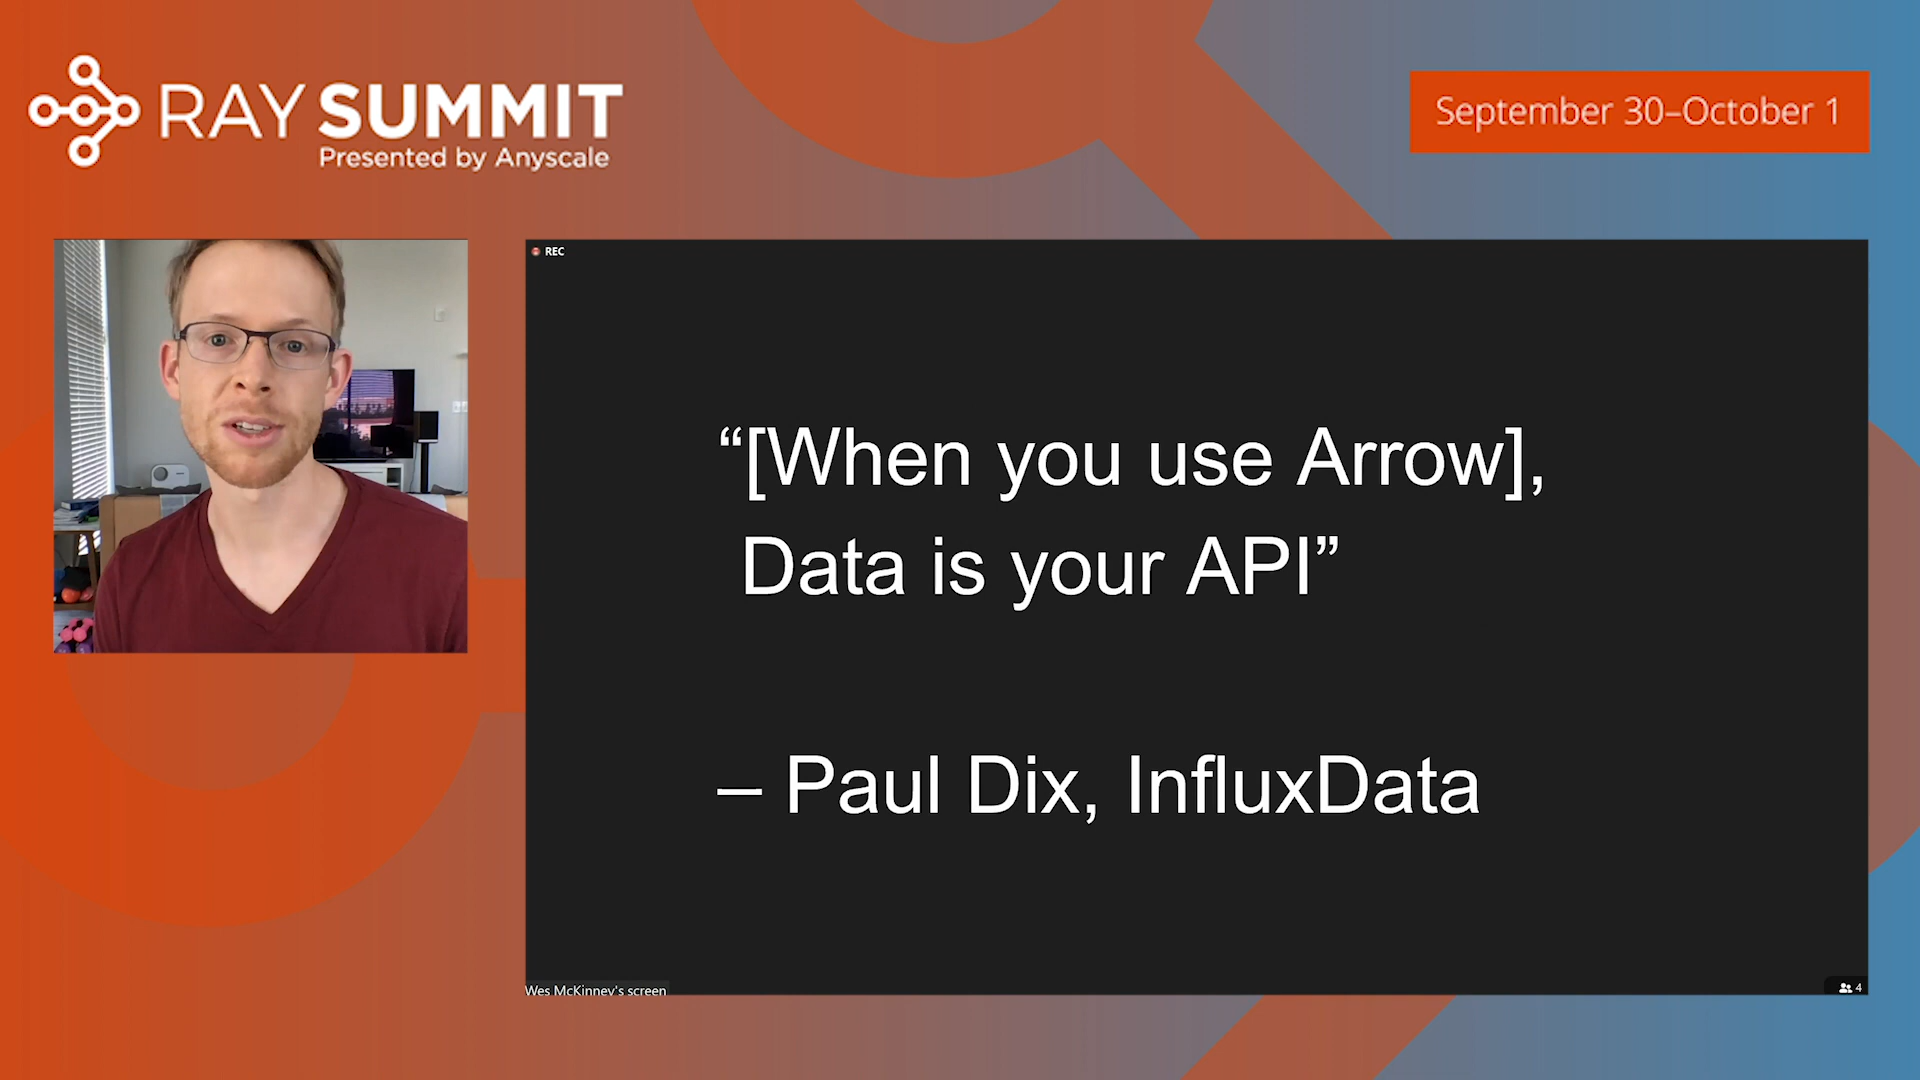 RAY SUMMIT
Presented by Anyscale
September 30–October 1
REC
“[When you use Arrow],
Data is your API”
– Paul Dix, InfluxData
Wes McKinney's screen
4